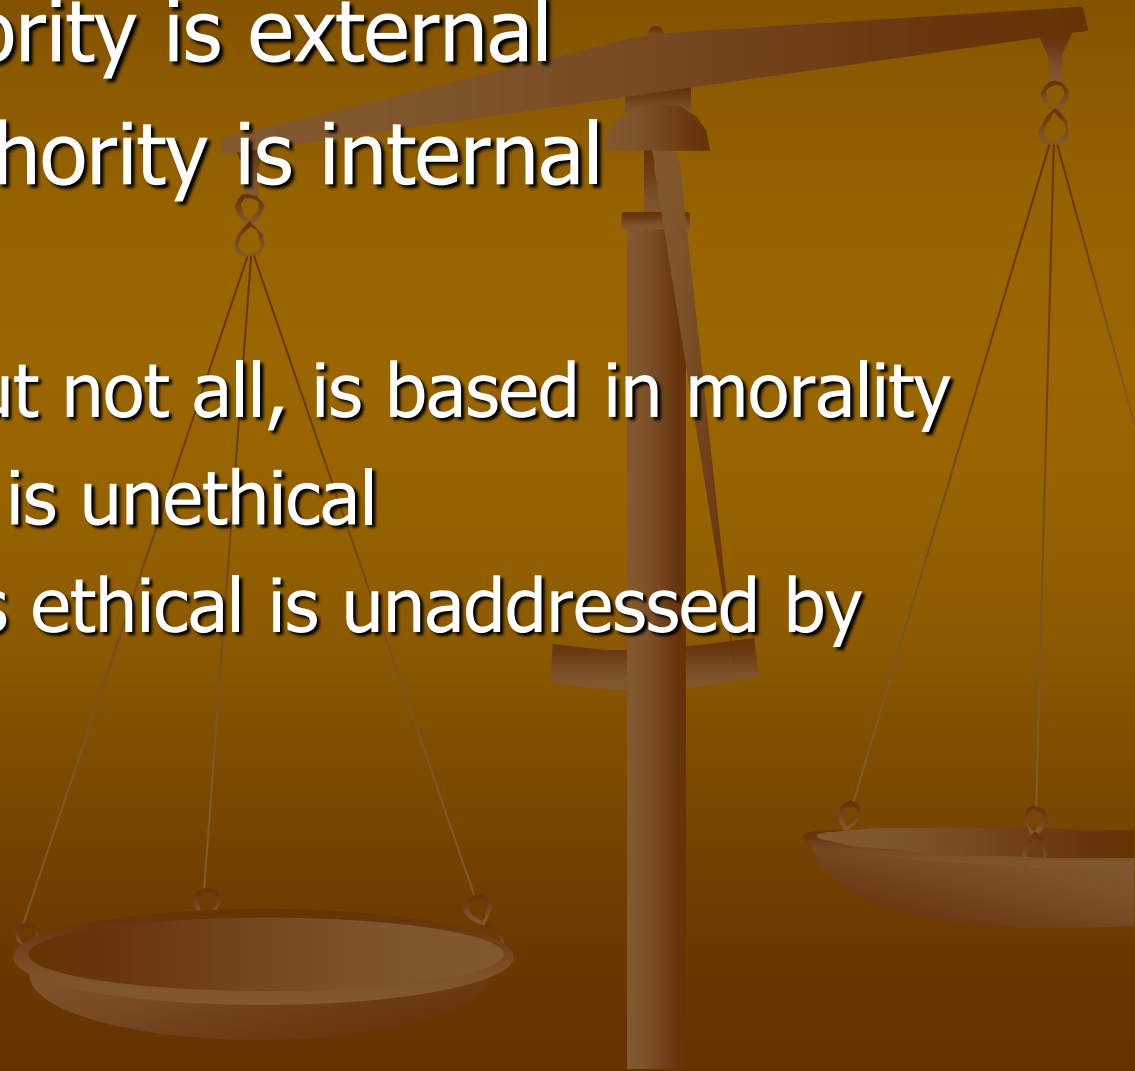 ority is external
hority is internal
ut not all, is based in morality
is unethical
s ethical is unaddressed by